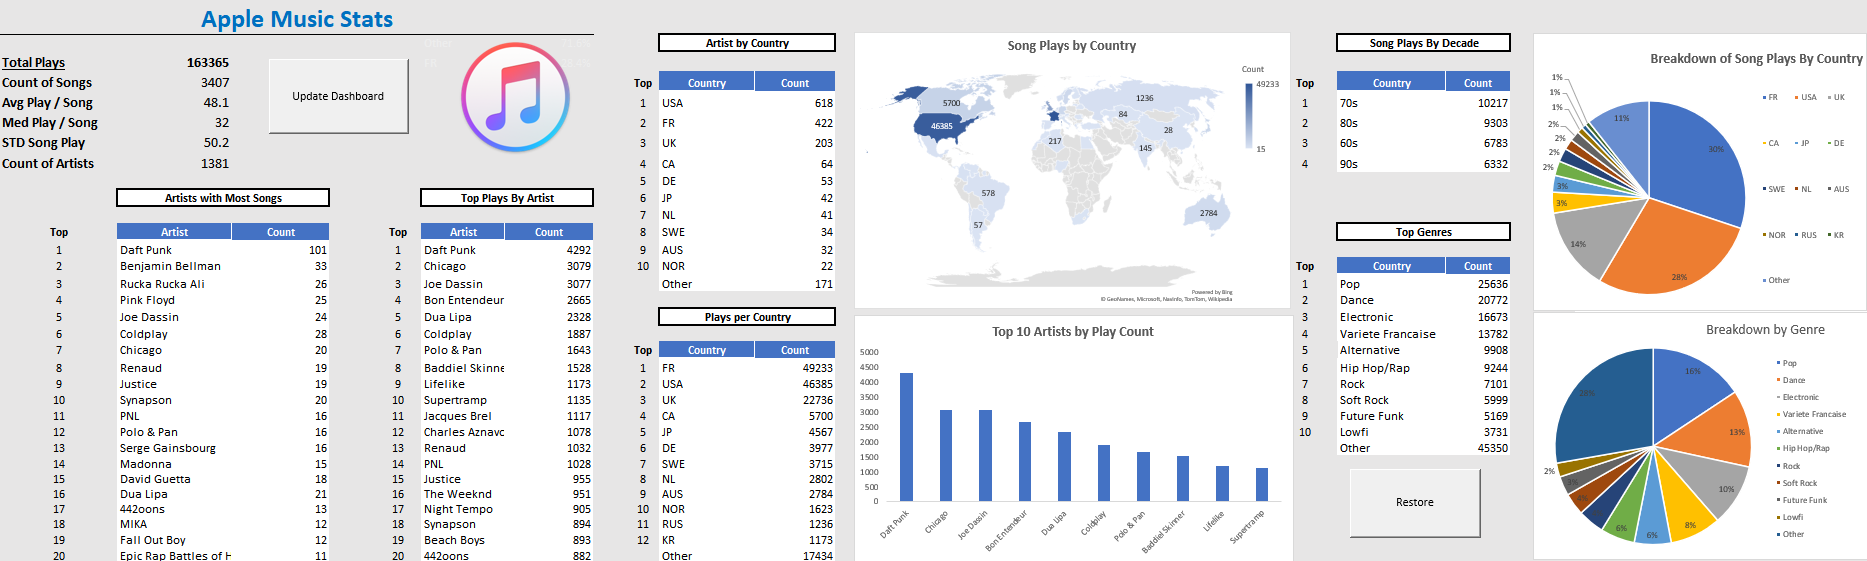 Apple Music Stats
Total Plays 163365
Count of Songs 3407
Avg Play / Song 48.1
Med Play / Song 32
STD Song Play 50.2
Count of Artists 1381
Update Dashboard
Artists with Most Songs
Top Artist Count
1 Daft Punk 101
2 Benjamin Bellman 33
3 Rucka Rucka Ali 26
4 Pink Floyd 25
5 Joe Dassin 24
6 Coldplay 28
7 Chicago 20
8 Renaud 19
9 Justice 19
10 Synapson 20
11 PNL 16
12 Polo & Pan 16
13 Serge Gainsbourg 16
14 Madonna 15
15 David Guetta 18
16 Dua Lipa 21
17 442oons 13
18 MIKA 12
19 Fall Out Boy 12
20 Epic Rap Battles of H 11
Top Plays By Artist
Top Artist Count
1 Daft Punk 4292
2 Chicago 3079
3 Joe Dassin 3077
4 Bon Entendeur 2665
5 Dua Lipa 2328
6 Coldplay 1887
7 Polo & Pan 1643
8 Baddiel Skinne 1528
9 Lifelike 1173
10 Supertramp 1135
11 Jacques Brel 1117
12 Charles Aznavc 1078
13 Renaud 1032
14 PNL 1028
15 Justice 955
16 The Weeknd 951
17 Night Tempo 905
18 Synapson 894
19 Beach Boys 893
20 442oons 882
Artist by Country
Top Country Count
1 USA 618
2 FR 422
3 UK 203
4 CA 64
5 DE 53
6 JP 42
7 NL 41
8 SWE 34
9 AUS 32
10 NOR 22
Other 171
Plays per Country
Top Country Count
1 FR 49233
2 USA 46385
3 UK 22736
4 CA 5700
5 JP 4567
6 DE 3977
7 SWE 3715
8 NL 2802
9 AUS 2784
10 NOR 1623
11 RUS 1236
12 KR 1173
Other 17434
Song Plays by Country
Count
49233
15
5700
46385
1236
84
28
217
145
578
57
2784
Powered by Bing
© GeoNames, Microsoft, Navinfo, TomTom, Wikipedia
Top 10 Artists by Play Count
5000
4500
4000
3500
3000
2500
2000
1500
1000
500
0
Daft Punk
Chicago
Joe Dassin
Bon Entendeur
Dua Lipa
Coldplay
Polo & Pan
Baddiel Skinner
Lifelike
Supertramp
Song Plays By Decade
Top Country Count
1 70s 10217
2 80s 9303
3 60s 6783
4 90s 6332
Top Genres
Top Country Count
1 Pop 25636
2 Dance 20772
3 Electronic 16673
4 Variete Francaise 13782
5 Alternative 9908
6 Hip Hop/Rap 9244
7 Rock 7101
8 Soft Rock 5999
9 Future Funk 5169
10 Lowfi 3731
Other 45350
Restore
Breakdown of Song Plays By Country
30%
28%
14%
3%
3%
2%
2%
2%
2%
1%
1%
1%
11%
FR USA UK
CA JP DE
SWE NL AUS
NOR RUS KR
Other
Breakdown by Genre
16%
13%
10%
8%
6%
6%
2%
Pop
Dance
Electronic
Variete Francaise
Alternative
Hip Hop/Rap
Rock
Soft Rock
Future Funk
Lowfi
Other